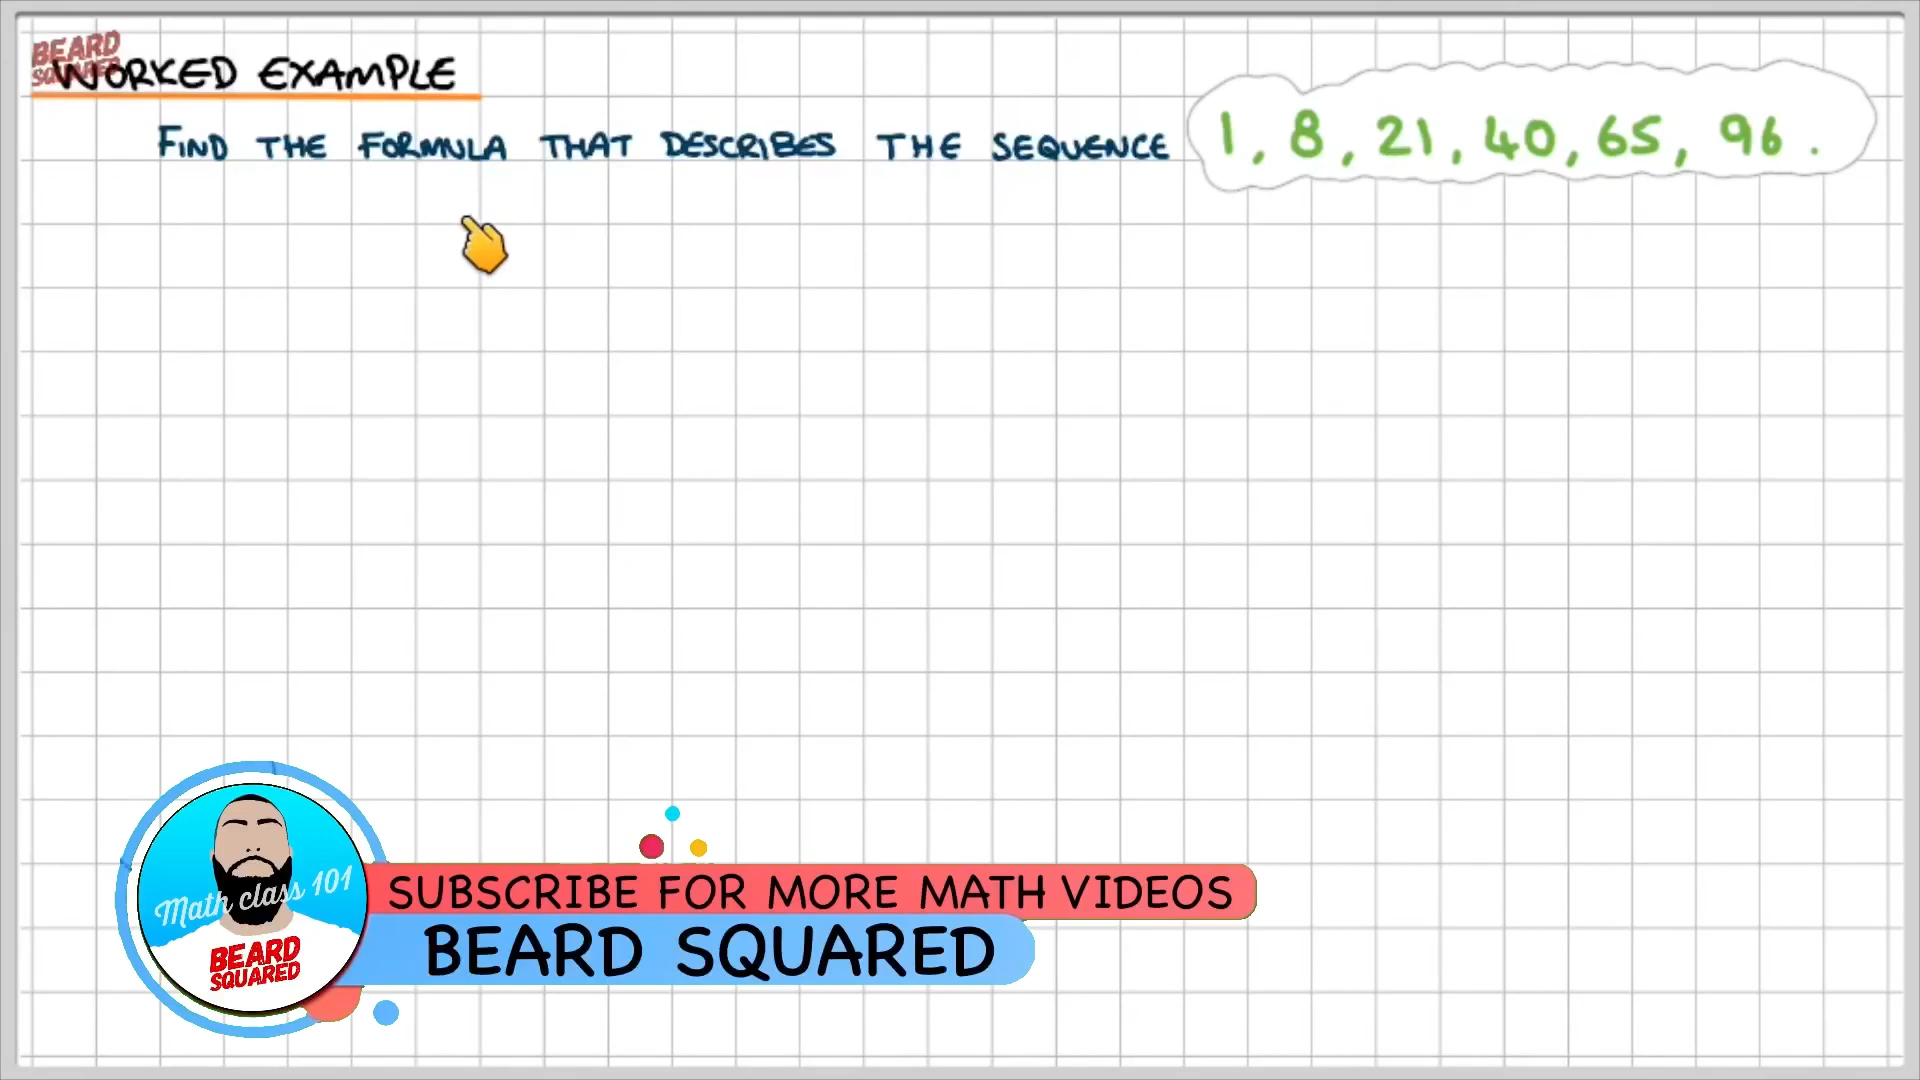 BEARD
SQUARED
WORKED EXAMPLE
FIND THE FORMULA THAT DESCRIBES THE SEQUENCE 1, 8, 21, 40, 65, 96.
Math class 101
BEARD
SQUARED
SUBSCRIBE FOR MORE MATH VIDEOS
BEARD SQUARED